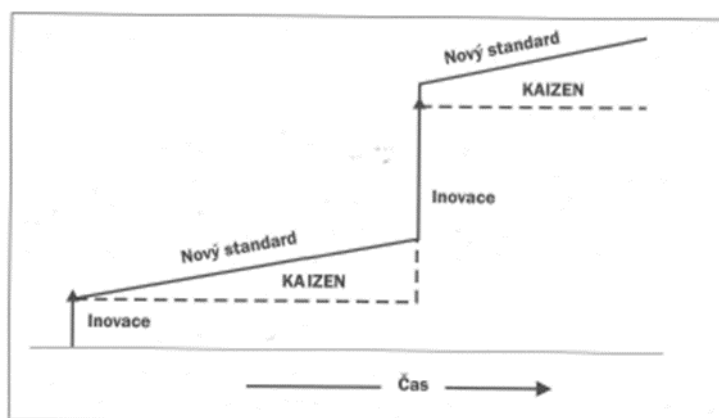 Nový standard
KAIZEN
Inovace
Nový standard
KAIZEN
Inovace
Čas